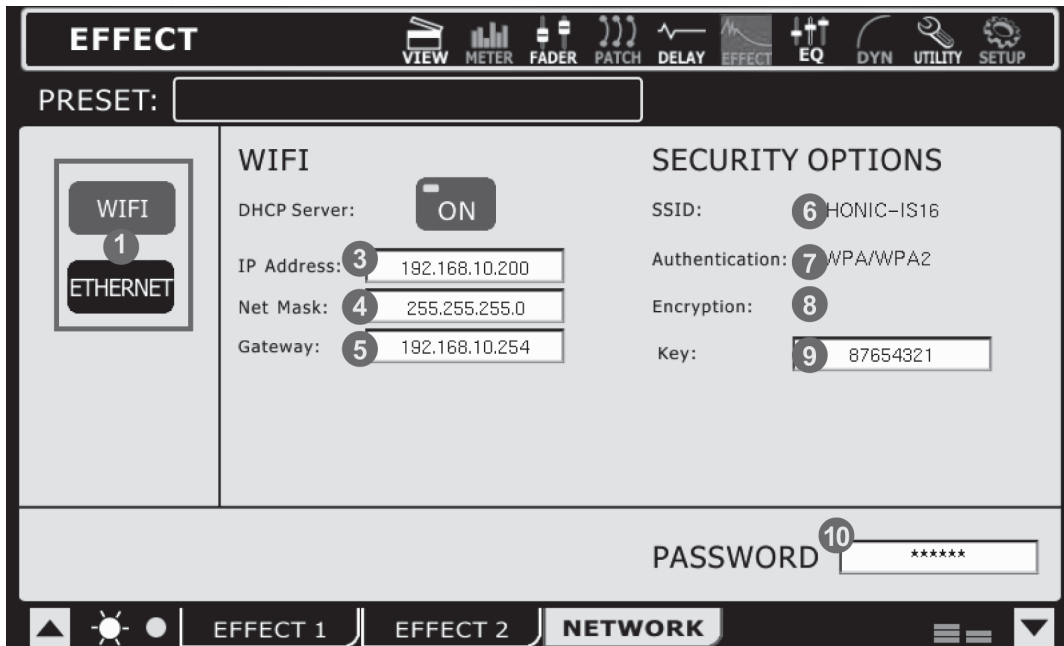 EFFECT
VIEW METER FADER PATCH DELAY EFFECT EQ DYN UTILITY SETUP
PRESET:
WIFI
1
ETHERNET
WIFI
DHCP Server: ON
IP Address: 3 192.168.10.200
Net Mask: 4 255.255.255.0
Gateway: 5 192.168.10.254
SECURITY OPTIONS
SSID: 6 HONIC-IS16
Authentication: 7 WPA/WPA2
Encryption: 8
Key: 9 87654321
PASSWORD 10 ******
EFFECT 1 EFFECT 2 NETWORK